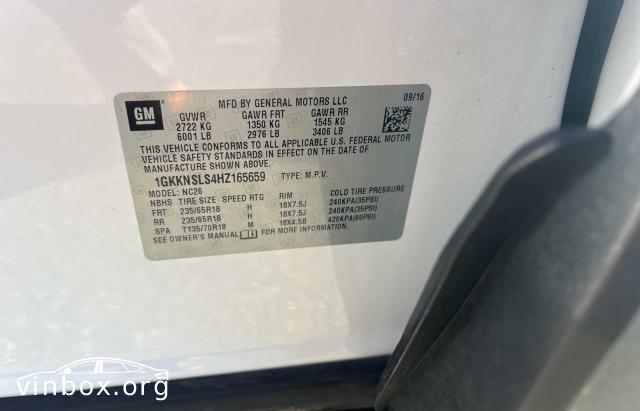 GM
MFD BY GENERAL MOTORS LLC
09/16
GVWR GAWR FRT GAWR RR
2722 KG 1350 KG 1545 KG
6001 LB 2976 LB 3406 LB
THIS VEHICLE CONFORMS TO ALL APPLICABLE U.S. FEDERAL MOTOR
VEHICLE SAFETY STANDARDS IN EFFECT ON THE DATE OF
MANUFACTURE SHOWN ABOVE.
1GKKNSLS4HZ165659 TYPE: M.P.V.
NBHS NC26
TIRE SIZE SPEED RTG RIM COLD TIRE PRESSURE
FRT 235/65R18 H 18X7.5J 240KPA(35PSI)
RR 235/65R18 H 18X7.5J 240KPA(35PSI)
SPA T135/70R18 M 18X4.5B 420KPA(60PSI)
SEE OWNER'S MANUAL FOR MORE INFORMATION.
vinbox.org